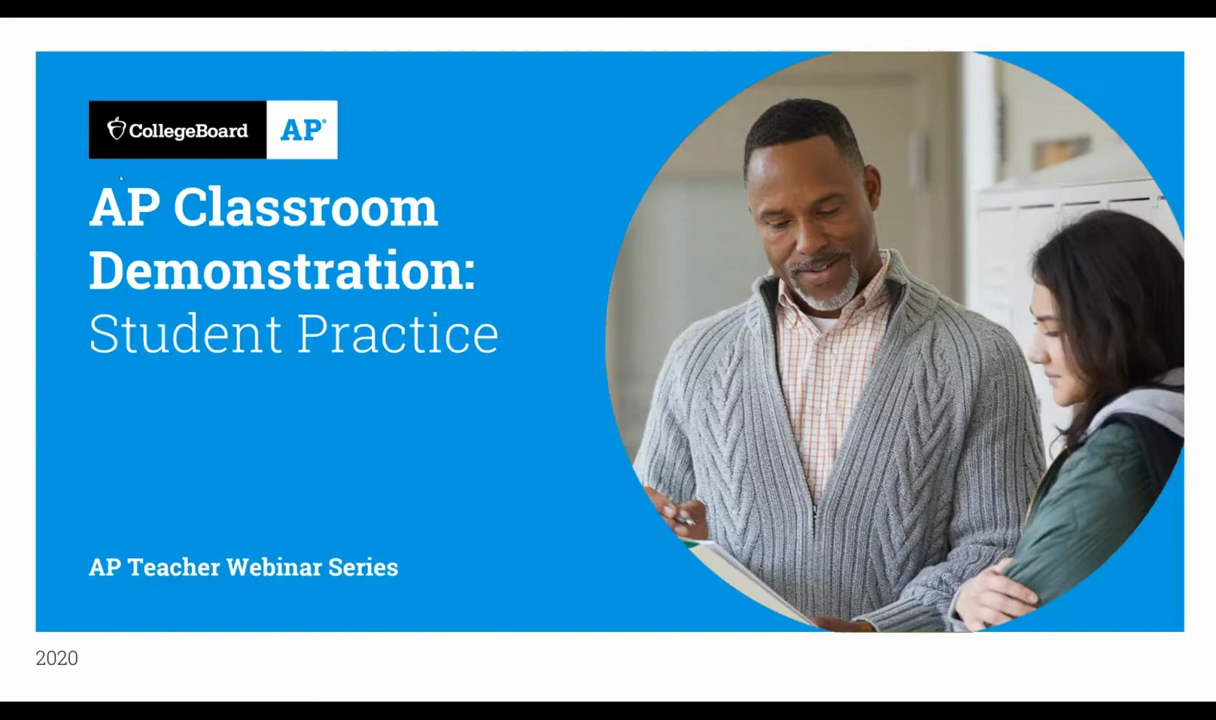 CollegeBoard AP®
AP Classroom
Demonstration:
Student Practice
AP Teacher Webinar Series
2020